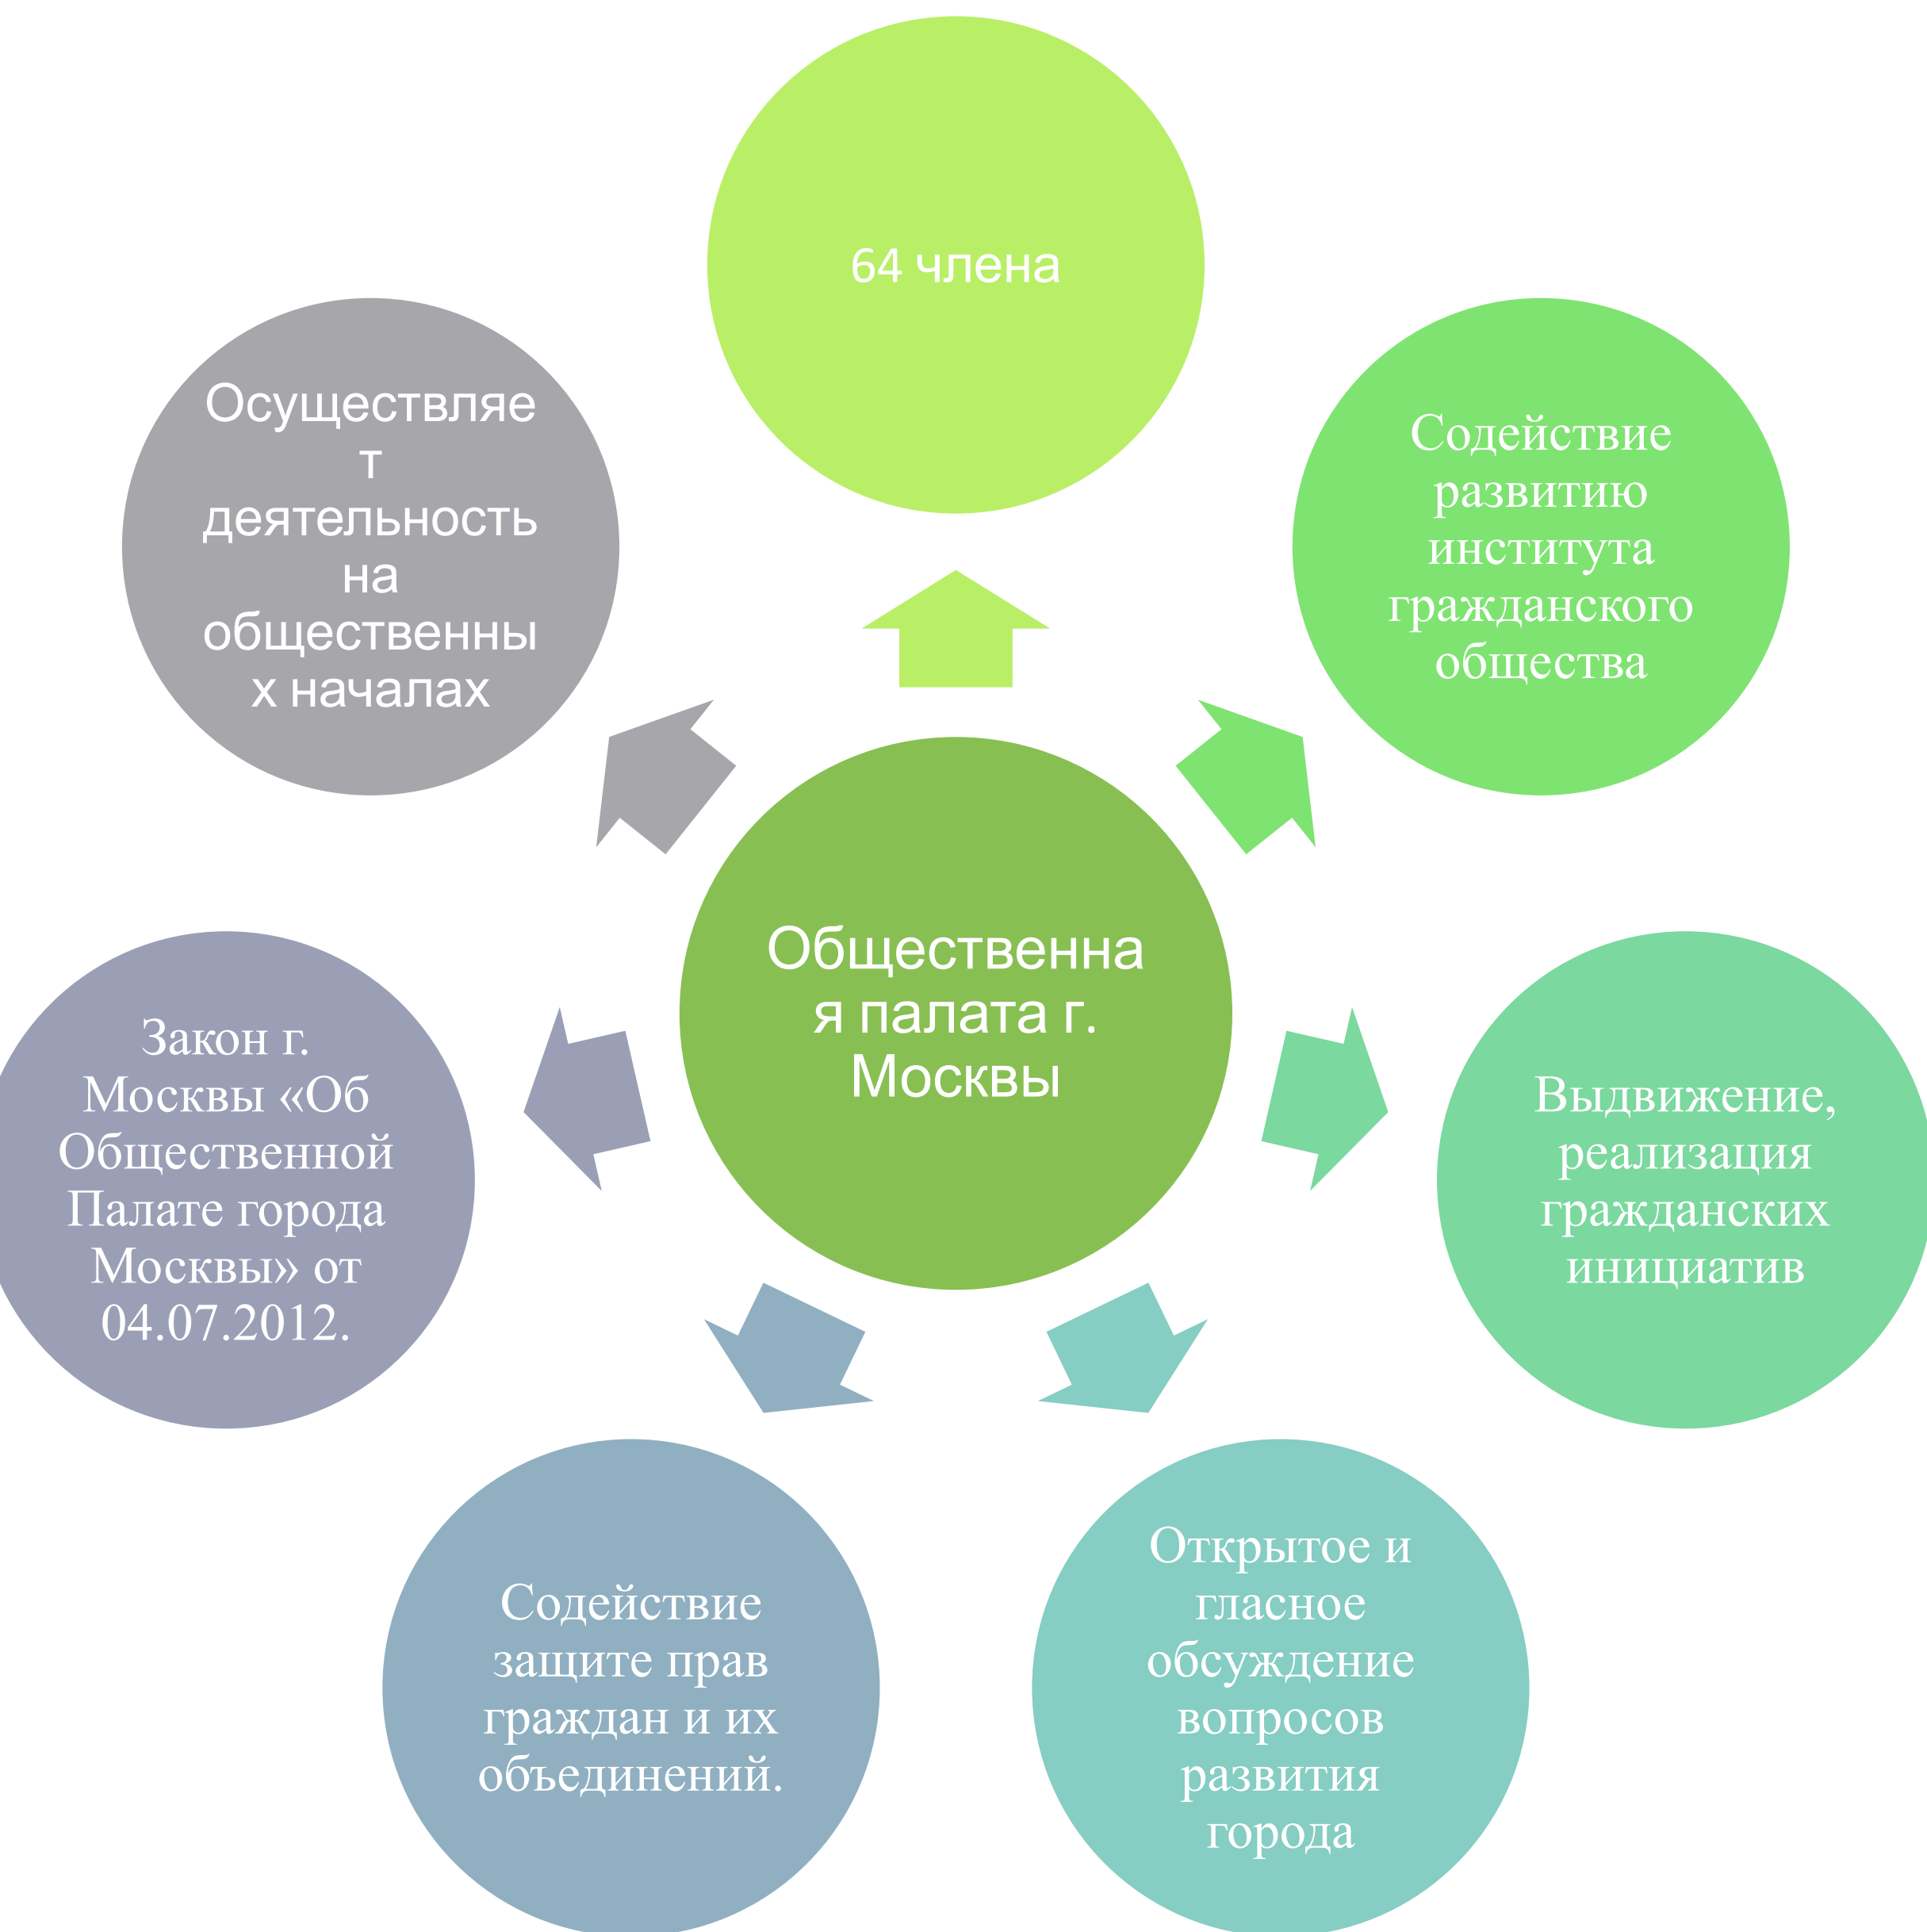 64 члена
Содействие
развитию
института
гражданского
общества
Выдвижение,
реализация
гражданских
инициатив
Открытое и
гласное
обсуждение
вопросов
развития
города
Содействие
защите прав
граждан и их
объединений.
Закон г.
Москвы «Об
Общественной
Палате города
Москвы» от
04.07.2012.
Осуществляе
т
деятельность
на
общественны
х началах
Общественна
я палата г.
Москвы